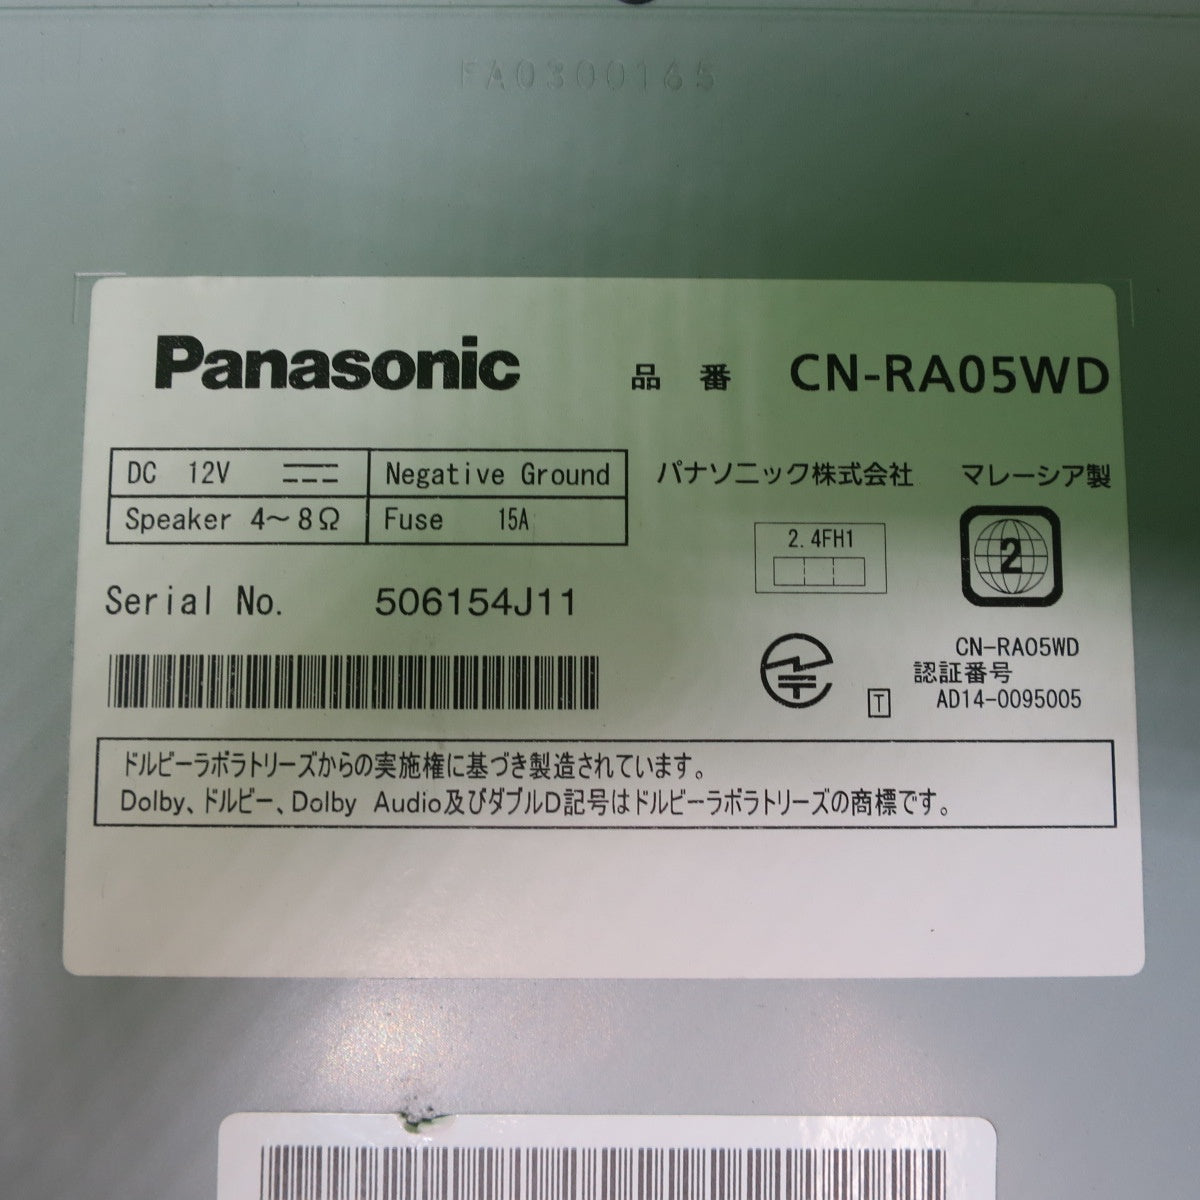 FA0300165
Panasonic 品番 CN-RA05WD
DC 12V Negative Ground
Speaker 4～8Ω Fuse 15A
パナソニック株式会社 マレーシア製
2.4FH1
2
Serial No. 506154J11
CN-RA05WD
認証番号
T AD14-0095005
ドルビーラボラトリーズからの実施権に基づき製造されています。
Dolby、ドルビー、Dolby Audio及びダブルD記号はドルビーラボラトリーズの商標です。